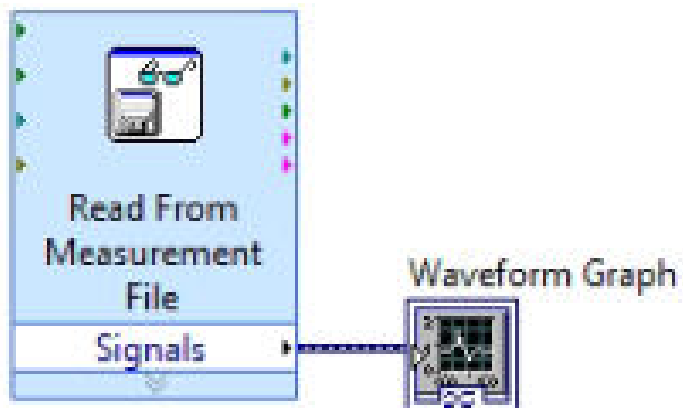 Read From
Measurement
File
Signals
Waveform Graph